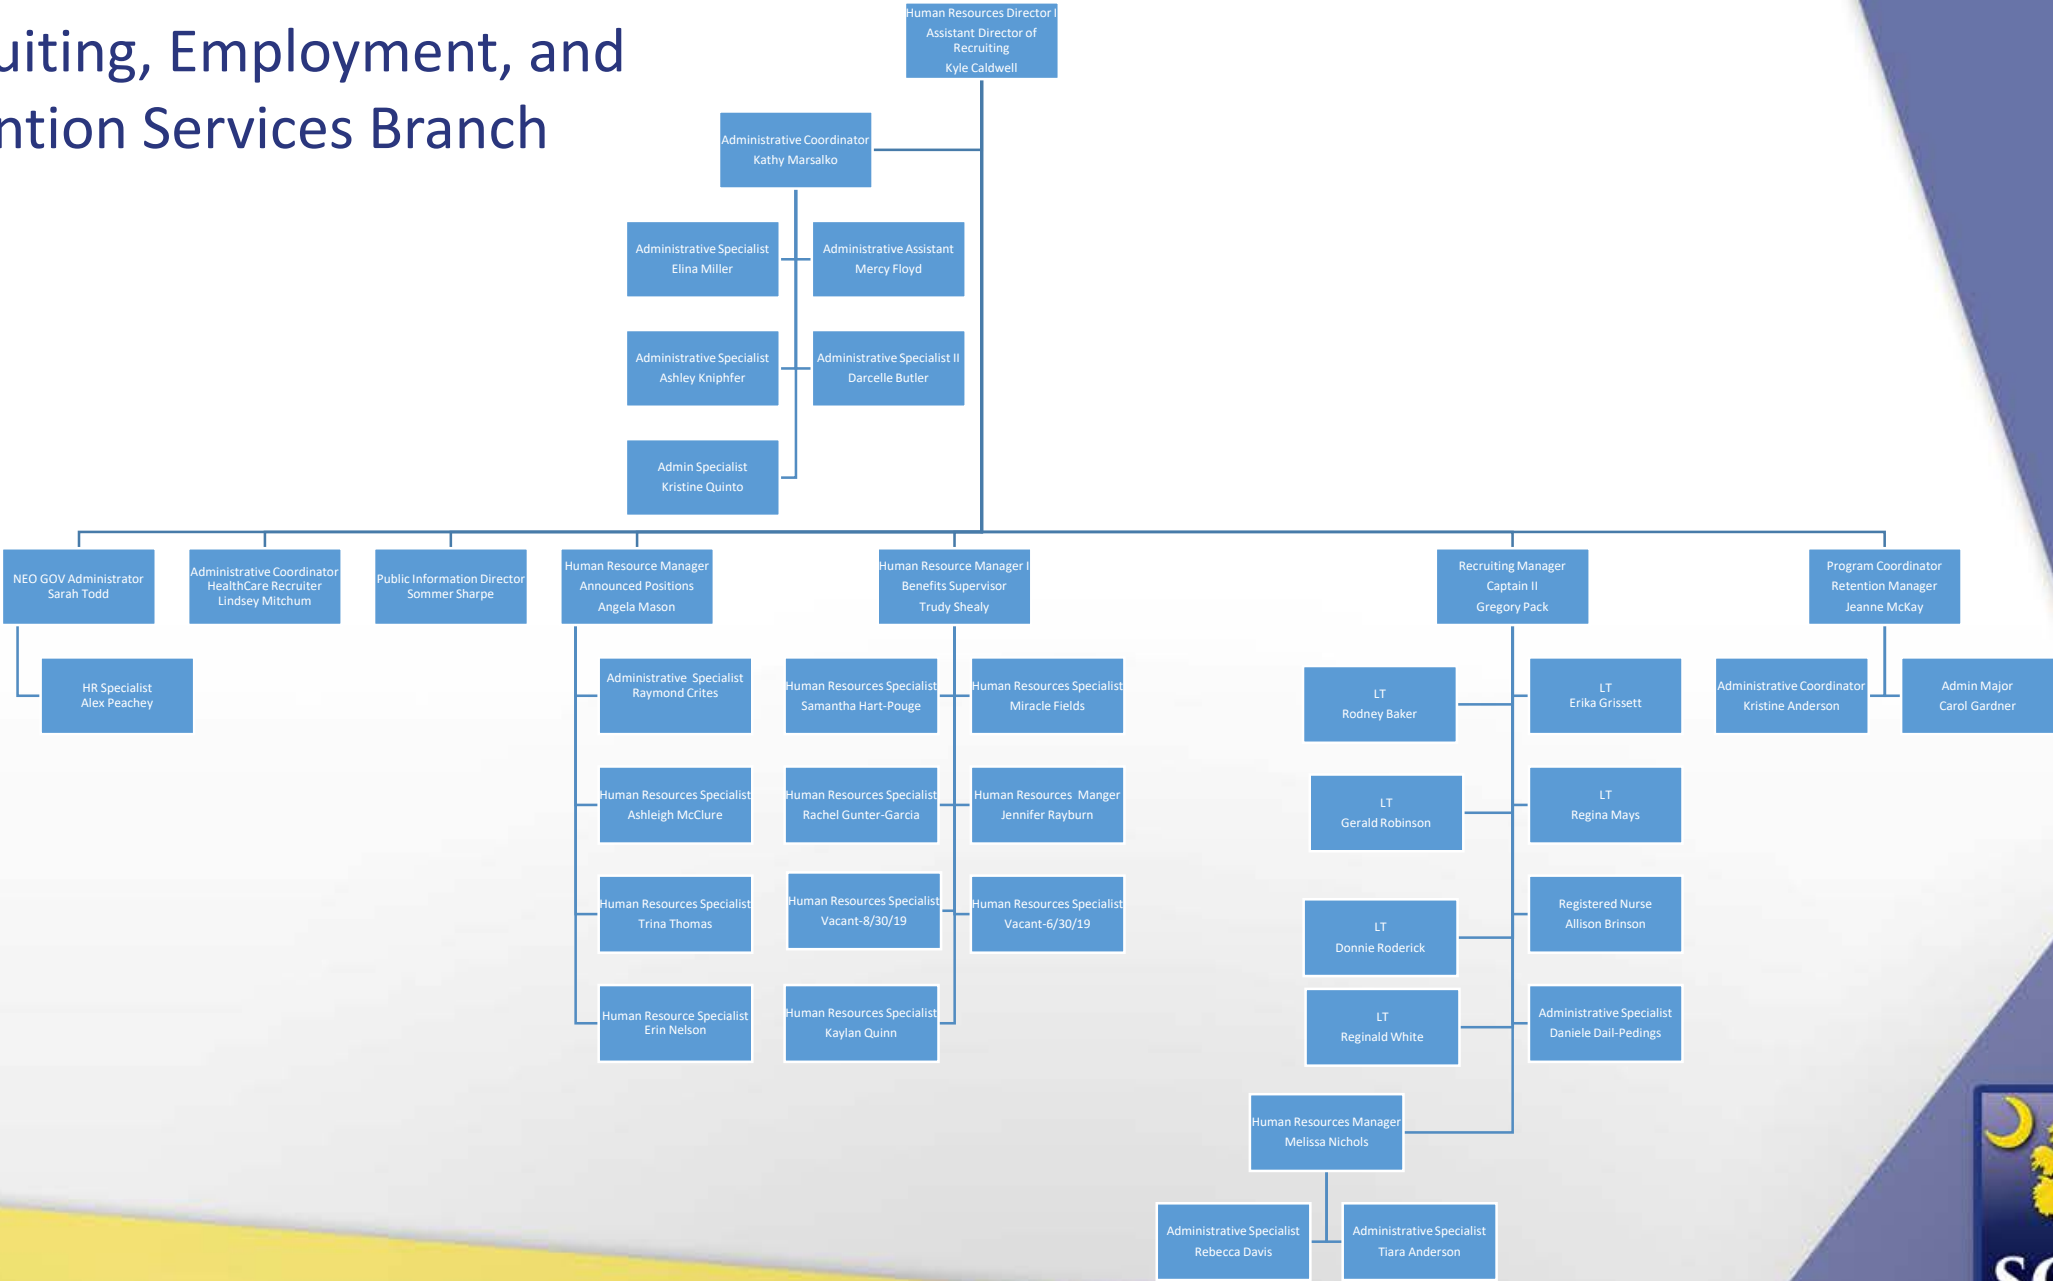 uiting, Employment, and
ntion Services Branch
Human Resources Director I
Assistant Director of
Recruiting
Kyle Caldwell
Administrative Coordinator
Kathy Marsalko
Administrative Specialist
Elina Miller
Administrative Assistant
Mercy Floyd
Administrative Specialist
Ashley Kniphfer
Administrative Specialist II
Darcelle Butler
Admin Specialist
Kristine Quinto
NEO GOV Administrator
Sarah Todd
Administrative Coordinator
HealthCare Recruiter
Lindsey Mitchum
Public Information Director
Sommer Sharpe
Human Resource Manager
Announced Positions
Angela Mason
Human Resource Manager I
Benefits Supervisor
Trudy Shealy
Recruiting Manager
Captain II
Gregory Pack
Program Coordinator
Retention Manager
Jeanne McKay
HR Specialist
Alex Peachey
Administrative Specialist
Raymond Crites
Human Resources Specialist
Samantha Hart-Pouge
Human Resources Specialist
Miracle Fields
LT
Rodney Baker
LT
Erika Grissett
Administrative Coordinator
Kristine Anderson
Admin Major
Carol Gardner
Human Resources Specialist
Ashleigh McClure
Human Resources Specialist
Rachel Gunter-Garcia
Human Resources Manger
Jennifer Rayburn
LT
Gerald Robinson
LT
Regina Mays
Human Resources Specialist
Trina Thomas
Human Resources Specialist
Vacant-8/30/19
Human Resources Specialist
Vacant-6/30/19
LT
Donnie Roderick
Registered Nurse
Allison Brinson
Human Resource Specialist
Erin Nelson
Human Resources Specialist
Kaylan Quinn
LT
Reginald White
Administrative Specialist
Daniele Dail-Pedings
Human Resources Manager
Melissa Nichols
Administrative Specialist
Rebecca Davis
Administrative Specialist
Tiara Anderson